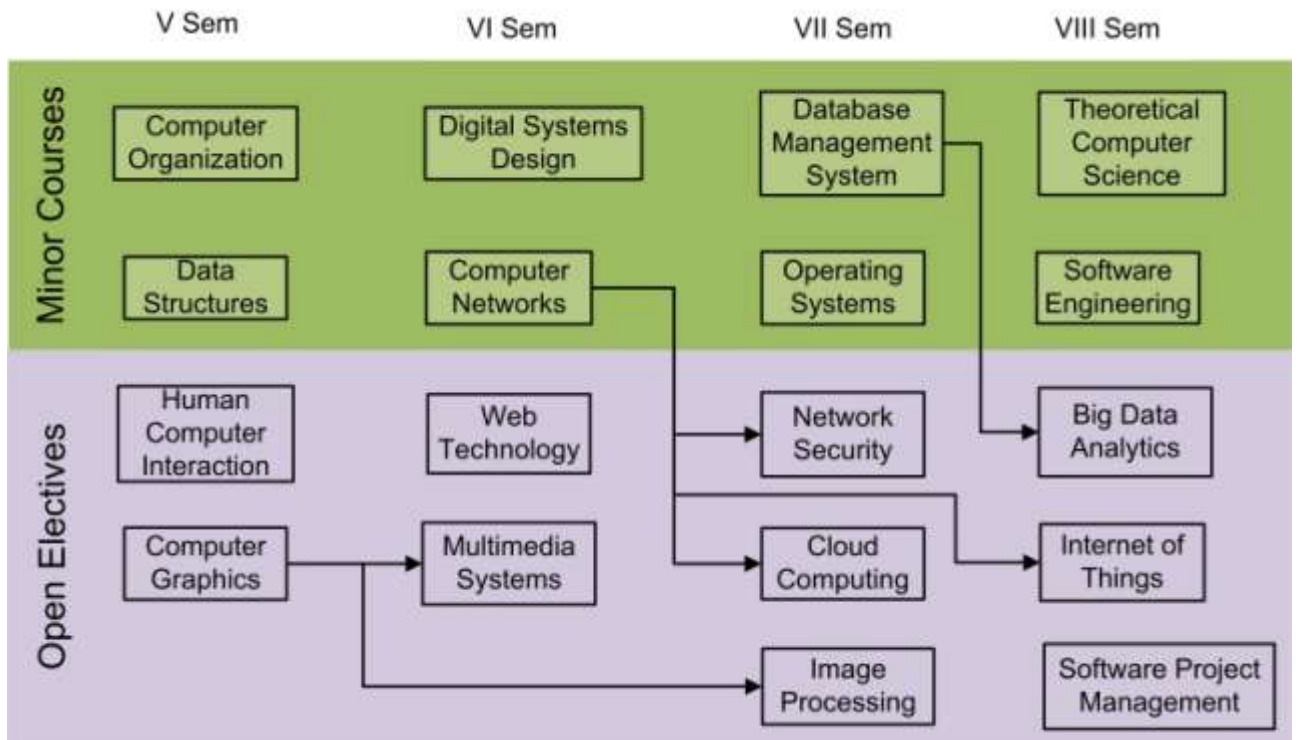 V Sem
VI Sem
VII Sem
VIII Sem
Minor Courses
Computer
Organization
Digital Systems
Design
Database
Management
System
Theoretical
Computer
Science
Data
Structures
Computer
Networks
Operating
Systems
Software
Engineering
Open Electives
Human
Computer
Interaction
Web
Technology
Network
Security
Big Data
Analytics
Computer
Graphics
Multimedia
Systems
Cloud
Computing
Internet of
Things
Image
Processing
Software Project
Management